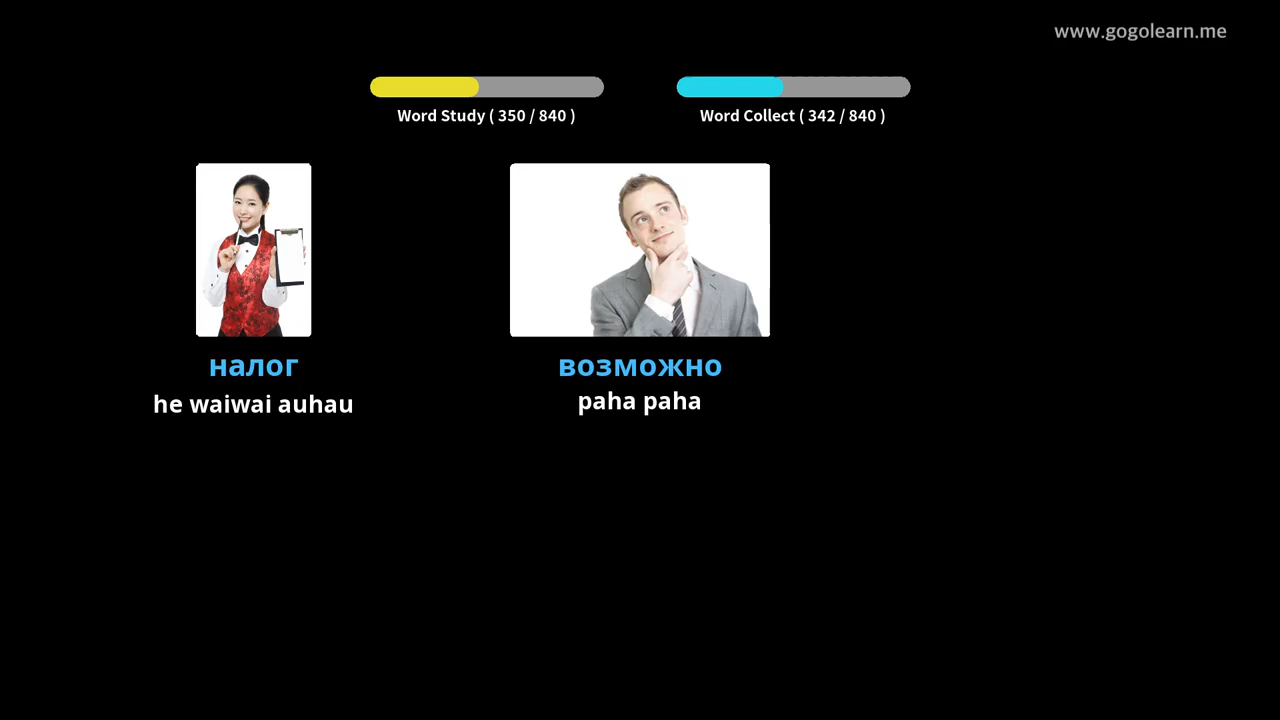 www.gogolearn.me
Word Study ( 350 / 840 )
Word Collect ( 342 / 840 )
налог
возможно
he waiwai auhau
paha paha